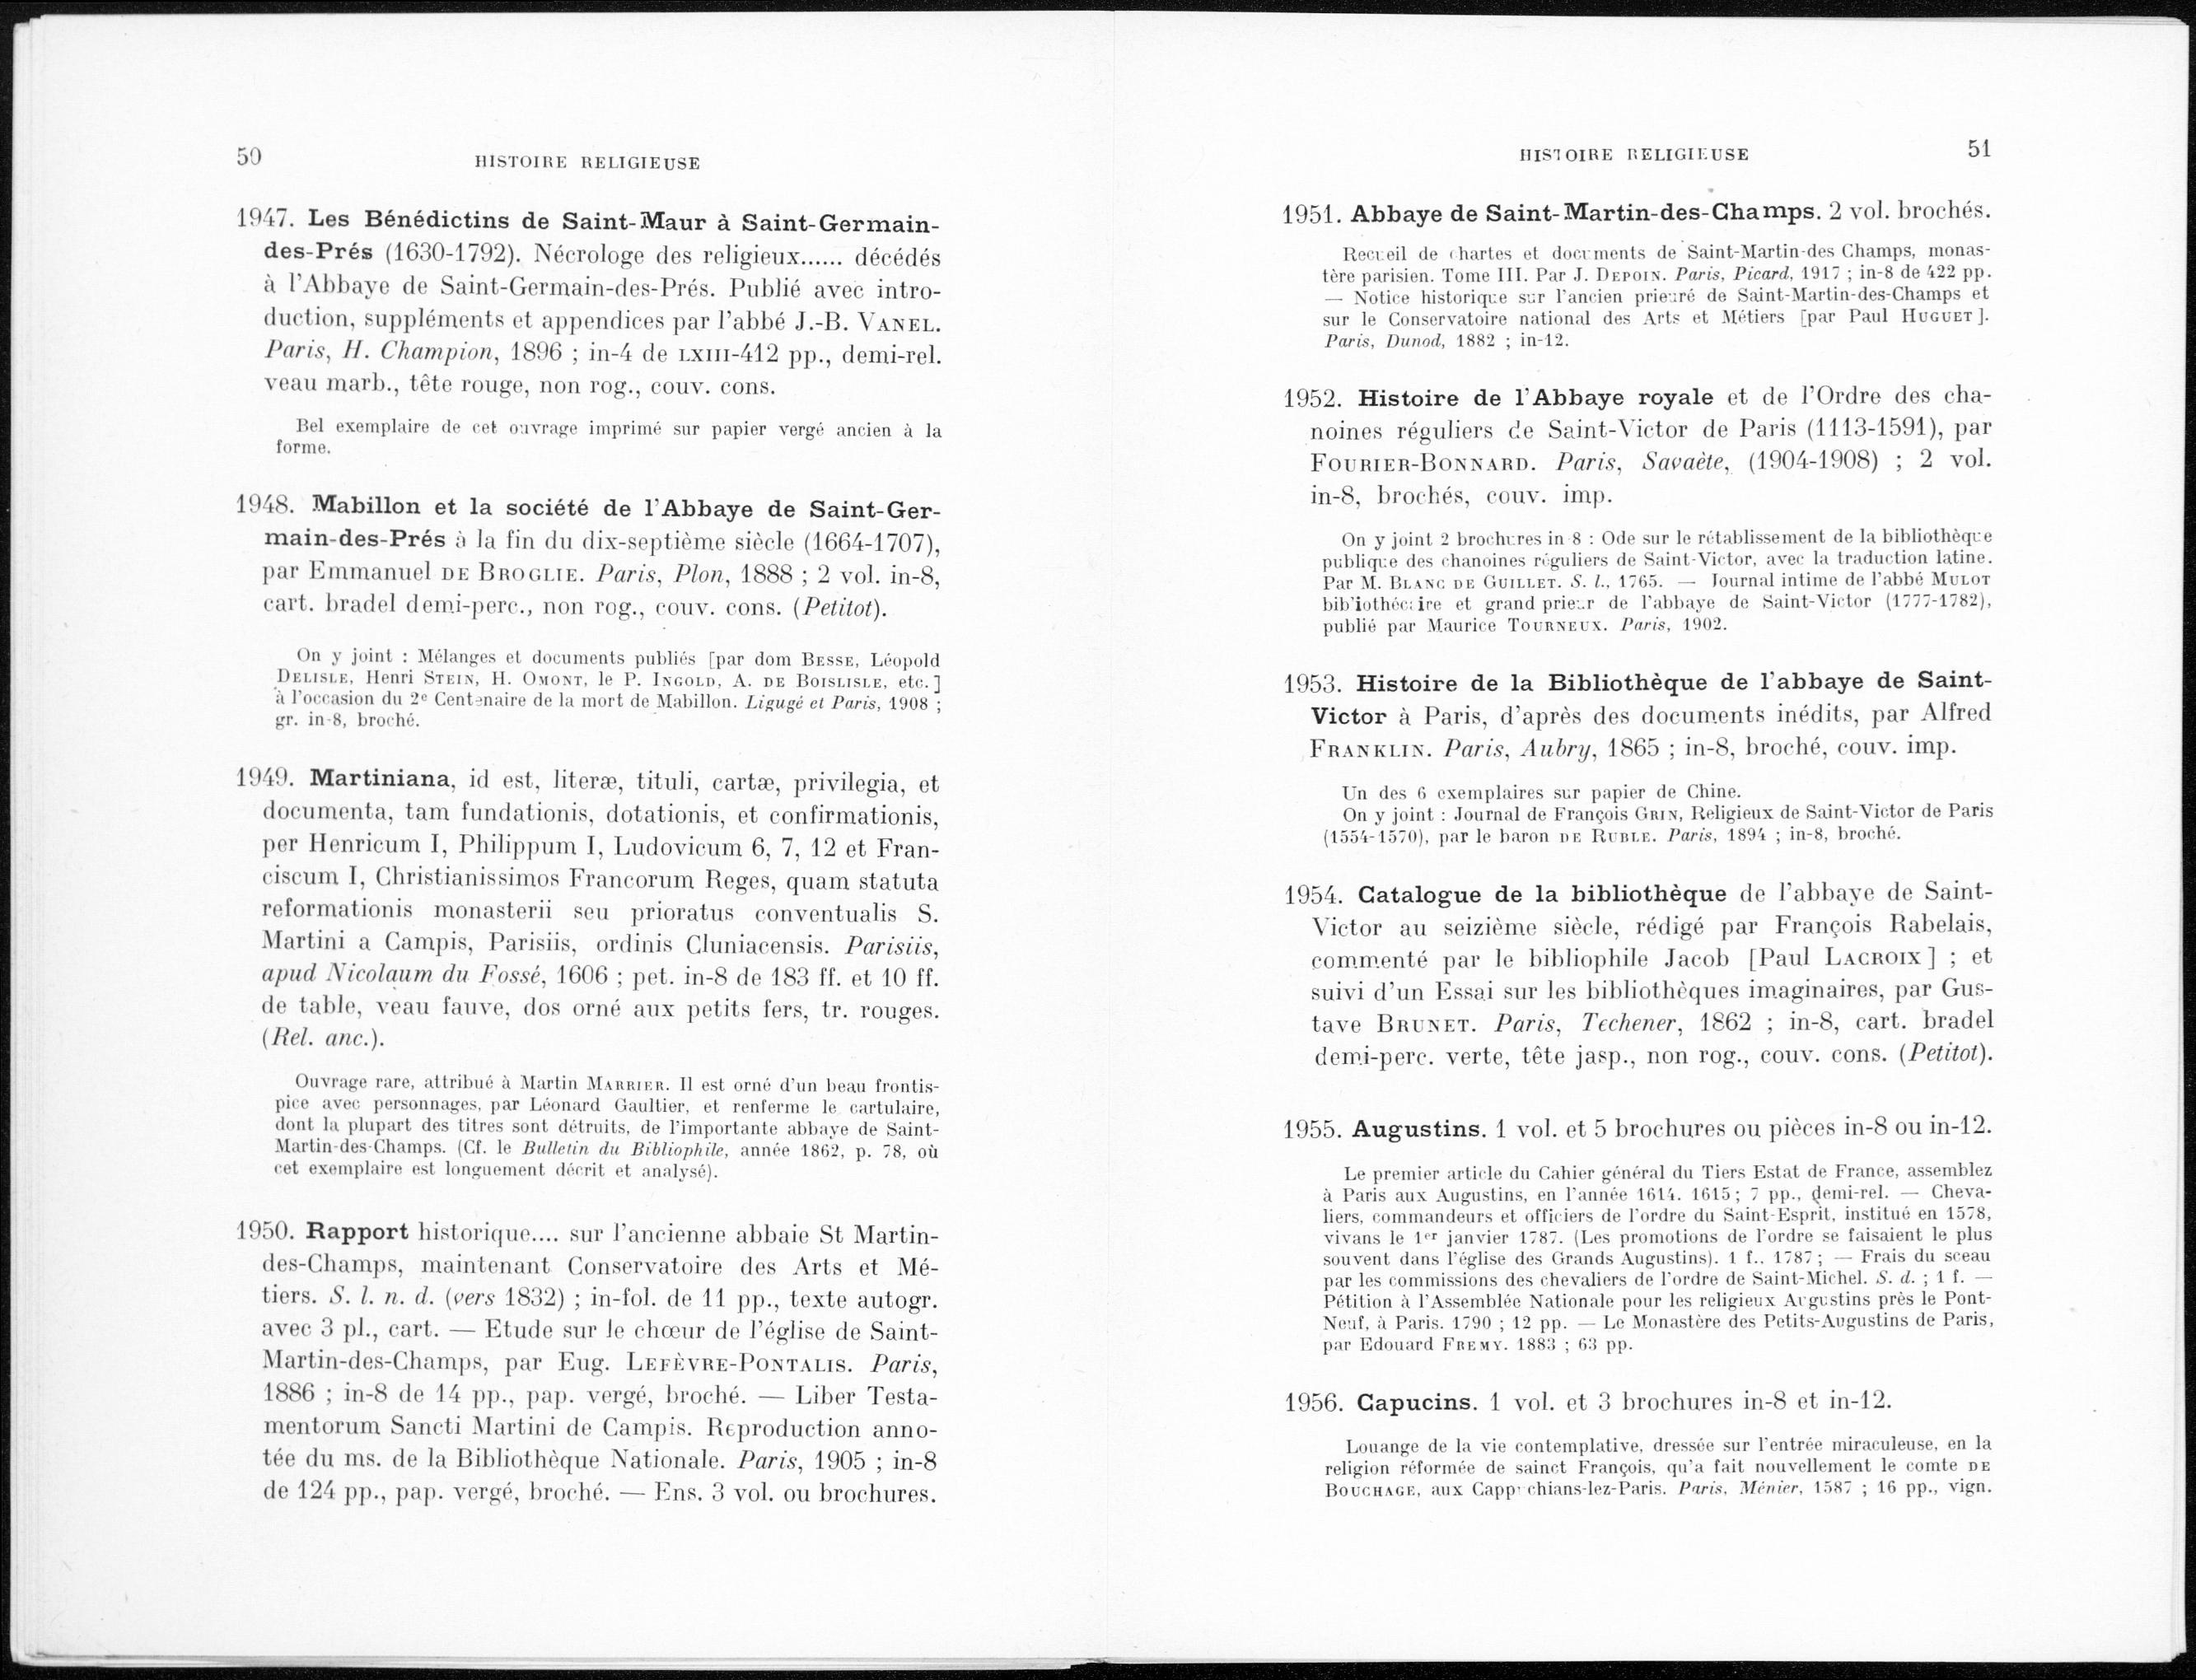 50
HISTOIRE RELIGIEUSE
1947. Les Bénédictins de Saint-Maur à Saint-Germain-
des-Prés (1630-1792). Nécrologe des religieux...... décédés
à l'Abbaye de Saint-Germain-des-Prés. Publié avec intro-
duction, suppléments et appendices par l'abbé J.-B. VANEL.
Paris, H. Champion, 1896 ; in-4 de LXIII-412 pp., demi-rel.
veau marb., tête rouge, non rog., couv. cons.
Bel exemplaire de cet ouvrage imprimé sur papier vergé ancien à la
forme.
1948. Mabillon et la société de l'Abbaye de Saint-Ger-
main-des-Prés à la fin du dix-septième siècle (1664-1707),
par Emmanuel DE BROGLIE. Paris, Plon, 1888 ; 2 vol. in-8,
cart. bradel demi-perc., non rog., couv. cons. (Petitot).
On y joint : Mélanges et documents publiés [par dom BESSE, Léopold
DELISLE, Henri STEIN, H. OMONT, le P. INGOLD, A. DE BOISLISLE, etc.]
à l'occasion du 2e Centenaire de la mort de Mabillon. Ligugé et Paris, 1908 ;
gr. in-8, broché.
1949. Martiniana, id est, literæ, tituli, cartæ, privilegia, et
documenta, tam fundationis, dotationis, et confirmationis,
per Henricum I, Philippum I, Ludovicum 6, 7, 12 et Fran-
ciscum I, Christianissimos Francorum Reges, quam statuta
reformationis monasterii seu prioratus conventualis S.
Martini a Campis, Parisiis, ordinis Cluniacensis. Parisiis,
apud Nicolaum du Fossé, 1606 ; pet. in-8 de 183 ff. et 10 ff.
de table, veau fauve, dos orné aux petits fers, tr. rouges.
(Rel. anc.).
Ouvrage rare, attribué à Martin MARRIER. Il est orné d'un beau frontis-
pice avec personnages, par Léonard Gaultier, et renferme le cartulaire,
dont la plupart des titres sont détruits, de l'importante abbaye de Saint-
Martin-des-Champs. (Cf. le Bulletin du Bibliophile, année 1862, p. 78, où
cet exemplaire est longuement décrit et analysé).
1950. Rapport historique.... sur l'ancienne abbaie St Martin-
des-Champs, maintenant Conservatoire des Arts et Mé-
tiers. S. l. n. d. (vers 1832) ; in-fol. de 11 pp., texte autogr.
avec 3 pl., cart. — Etude sur le chœur de l'église de Saint-
Martin-des-Champs, par Eug. LEFÈVRE-PONTALIS. Paris,
1886 ; in-8 de 14 pp., pap. vergé, broché. — Liber Testa-
mentorum Sancti Martini de Campis. Reproduction anno-
tée du ms. de la Bibliothèque Nationale. Paris, 1905 ; in-8
de 124 pp., pap. vergé, broché. — Ens. 3 vol. ou brochures.
HISTOIRE RELIGIEUSE
51
1951. Abbaye de Saint-Martin-des-Champs. 2 vol. brochés.
Recueil de chartes et documents de Saint-Martin-des Champs, monas-
tère parisien. Tome III. Par J. DEPOIN. Paris, Picard, 1917 ; in-8 de 422 pp.
— Notice historique sur l'ancien prieuré de Saint-Martin-des-Champs et
sur le Conservatoire national des Arts et Métiers [par Paul HUGUET].
Paris, Dunod, 1882 ; in-12.
1952. Histoire de l'Abbaye royale et de l'Ordre des cha-
noines réguliers de Saint-Victor de Paris (1113-1591), par
FOURIER-BONNARD. Paris, Savaète, (1904-1908) ; 2 vol.
in-8, brochés, couv. imp.
On y joint 2 brochures in-8 : Ode sur le rétablissement de la bibliothèque
publique des chanoines réguliers de Saint-Victor, avec la traduction latine.
Par M. BLANC DE GUILLET. S. l., 1765. — Journal intime de l'abbé MULOT
bibliothécaire et grand prieur de l'abbaye de Saint-Victor (1777-1782),
publié par Maurice TOURNEUX. Paris, 1902.
1953. Histoire de la Bibliothèque de l'abbaye de Saint-
Victor à Paris, d'après des documents inédits, par Alfred
FRANKLIN. Paris, Aubry, 1865 ; in-8, broché, couv. imp.
Un des 6 exemplaires sur papier de Chine.
On y joint : Journal de François GRIN, Religieux de Saint-Victor de Paris
(1554-1570), par le baron DE RUBLE. Paris, 1894 ; in-8, broché.
1954. Catalogue de la bibliothèque de l'abbaye de Saint-
Victor au seizième siècle, rédigé par François Rabelais,
commenté par le bibliophile Jacob [Paul LACROIX] ; et
suivi d'un Essai sur les bibliothèques imaginaires, par Gus-
tave BRUNET. Paris, Techener, 1862 ; in-8, cart. bradel
demi-perc. verte, tête jasp., non rog., couv. cons. (Petitot).
1955. Augustins. 1 vol. et 5 brochures ou pièces in-8 ou in-12.
Le premier article du Cahier général du Tiers Estat de France, assemblez
à Paris aux Augustins, en l'année 1614. 1615 ; 7 pp., demi-rel. — Cheva-
liers, commandeurs et officiers de l'ordre du Saint-Esprit, institué en 1578,
vivans le 1er janvier 1787. (Les promotions de l'ordre se faisaient le plus
souvent dans l'église des Grands Augustins). 1 f.. 1787 ; — Frais du sceau
par les commissions des chevaliers de l'ordre de Saint-Michel. S. d. ; 1 f. —
Pétition à l'Assemblée Nationale pour les religieux Augustins près le Pont-
Neuf, à Paris. 1790 ; 12 pp. — Le Monastère des Petits-Augustins de Paris,
par Edouard FREMY. 1883 ; 63 pp.
1956. Capucins. 1 vol. et 3 brochures in-8 et in-12.
Louange de la vie contemplative, dressée sur l'entrée miraculeuse, en la
religion réformée de sainct François, qu'a fait nouvellement le comte DE
BOUCHAGE, aux Cappuchians-lez-Paris. Paris, Ménier, 1587 ; 16 pp., vign.